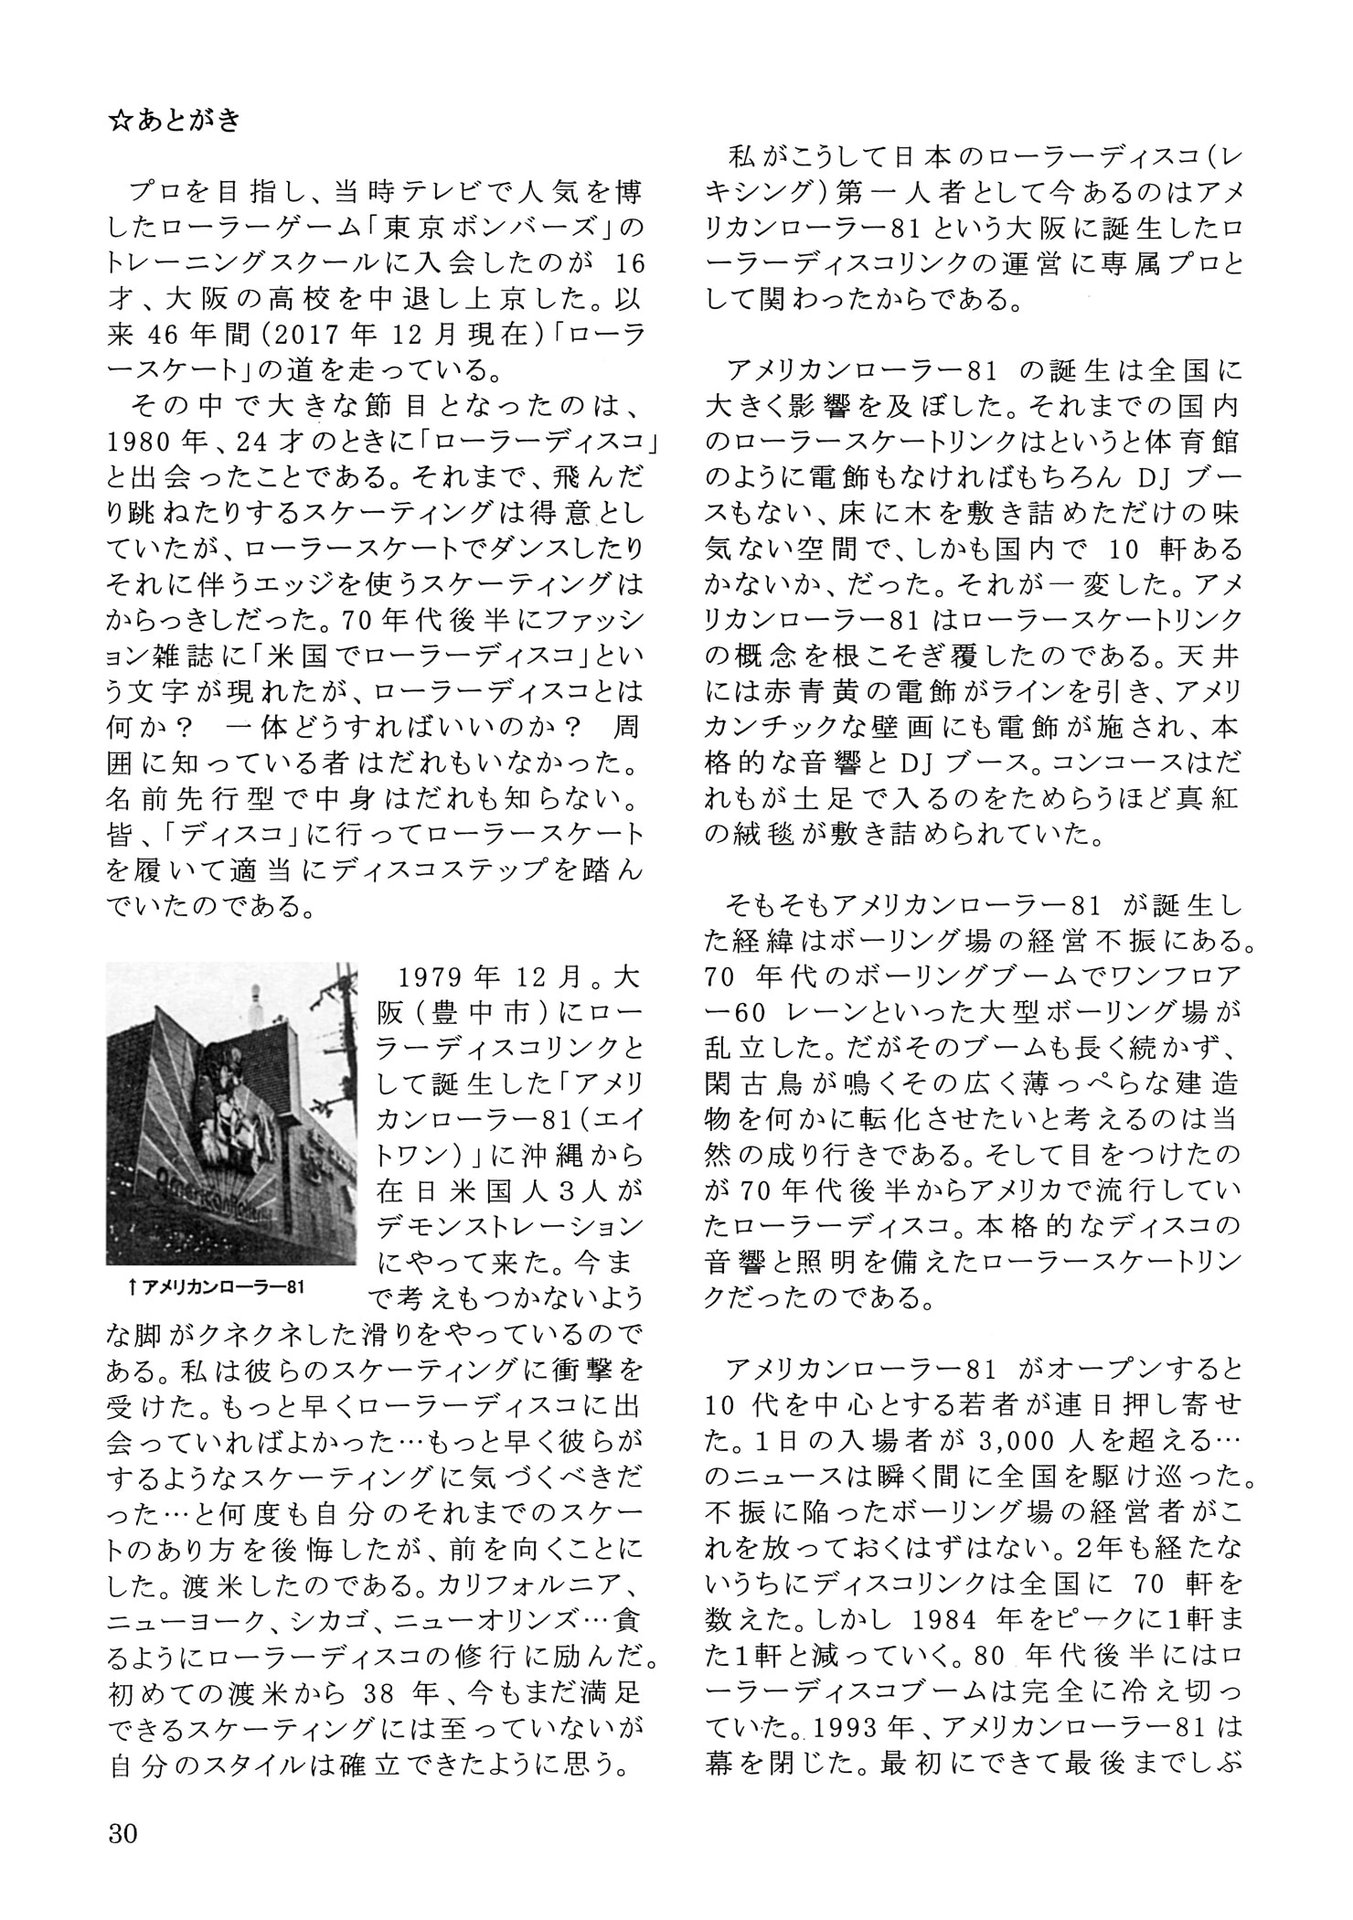 ☆あとがき
プロを目指し、当時テレビで人気を博
したローラーゲーム「東京ボンバーズ」の
トレーニングスクールに入会したのが 16
才、大阪の高校を中退し上京した。以
来 46 年間（2017 年 12 月現在）「ローラ
ースケート」の道を走っている。
その中で大きな節目となったのは、
1980 年、24 才のときに「ローラーディスコ」
と出会ったことである。それまで、飛んだ
り跳ねたりするスケーティングは得意とし
ていたが、ローラースケートでダンスしたり
それに伴うエッジを使うスケーティングは
からっきしだった。70 年代後半にファッシ
ョン雑誌に「米国でローラーディスコ」とい
う文字が現れたが、ローラーディスコとは
何か？　一体どうすればいいのか？　周
囲に知っている者はだれもいなかった。
名前先行型で中身はだれも知らない。
皆、「ディスコ」に行ってローラースケート
を履いて適当にディスコステップを踏ん
でいたのである。
1979 年 12 月。大
阪（豊中市）にロー
ラーディスコリンクと
して誕生した「アメリ
カンローラー81（エイ
トワン）」に沖縄から
在日米国人３人が
デモンストレーション
にやって来た。今ま
で考えもつかないよう
な脚がクネクネした滑りをやっているので
ある。私は彼らのスケーティングに衝撃を
受けた。もっと早くローラーディスコに出
会っていればよかった…もっと早く彼らが
するようなスケーティングに気づくべきだ
った…と何度も自分のそれまでのスケー
トのあり方を後悔したが、前を向くことに
した。渡米したのである。カリフォルニア、
ニューヨーク、シカゴ、ニューオリンズ…貪
るようにローラーディスコの修行に励んだ。
初めての渡米から 38 年、今もまだ満足
できるスケーティングには至っていないが
自分のスタイルは確立できたように思う。
americanRoller
↑アメリカンローラー81
私がこうして日本のローラーディスコ（レ
キシング）第一人者として今あるのはアメ
リカンローラー81 という大阪に誕生したロ
ーラーディスコリンクの運営に専属プロと
して関わったからである。
アメリカンローラー81 の誕生は全国に
大きく影響を及ぼした。それまでの国内
のローラースケートリンクはというと体育館
のように電飾もなければもちろん DJ ブー
スもない、床に木を敷き詰めただけの味
気ない空間で、しかも国内で 10 軒ある
かないか、だった。それが一変した。アメ
リカンローラー81 はローラースケートリンク
の概念を根こそぎ覆したのである。天井
には赤青黄の電飾がラインを引き、アメリ
カンチックな壁画にも電飾が施され、本
格的な音響と DJ ブース。コンコースはだ
れもが土足で入るのをためらうほど真紅
の絨毯が敷き詰められていた。
そもそもアメリカンローラー81 が誕生し
た経緯はボーリング場の経営不振にある。
70 年代のボーリングブームでワンフロア
ー60 レーンといった大型ボーリング場が
乱立した。だがそのブームも長く続かず、
閑古鳥が鳴くその広く薄っぺらな建造
物を何かに転化させたいと考えるのは当
然の成り行きである。そして目をつけたの
が 70 年代後半からアメリカで流行してい
たローラーディスコ。本格的なディスコの
音響と照明を備えたローラースケートリン
クだったのである。
アメリカンローラー81 がオープンすると
10 代を中心とする若者が連日押し寄せ
た。１日の入場者が 3,000 人を超える…
のニュースは瞬く間に全国を駆け巡った。
不振に陥ったボーリング場の経営者がこ
れを放っておくはずはない。２年も経たな
いうちにディスコリンクは全国に 70 軒を
数えた。しかし 1984 年をピークに１軒ま
た１軒と減っていく。80 年代後半にはロ
ーラーディスコブームは完全に冷え切っ
ていた。1993 年、アメリカンローラー81 は
幕を閉じた。最初にできて最後までしぶ
30